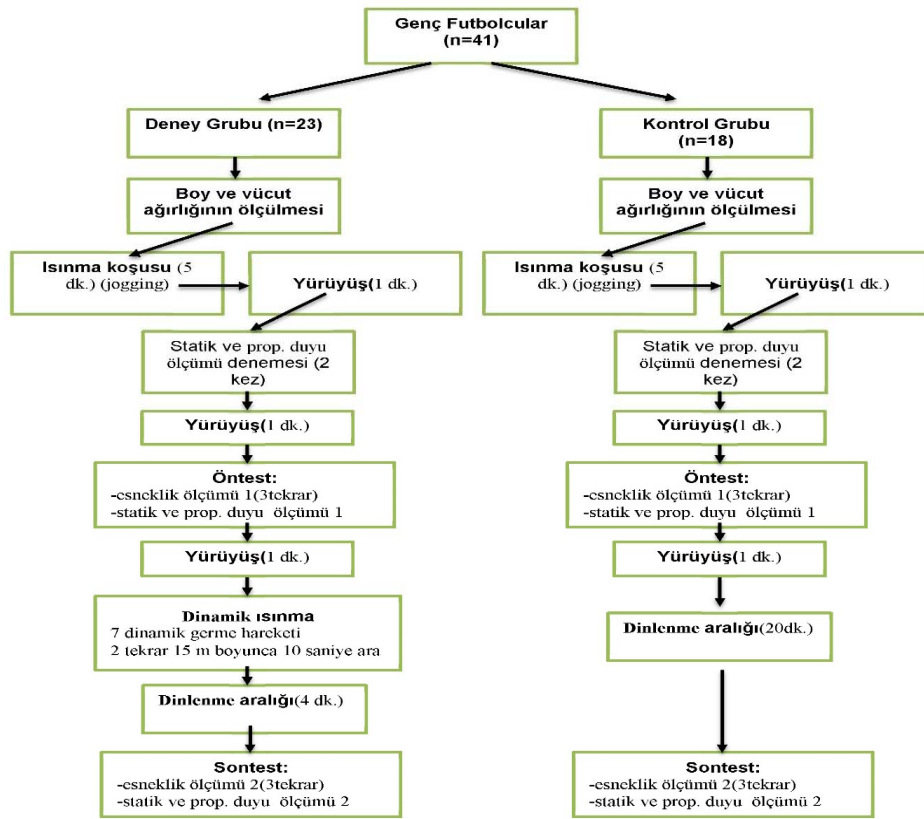 Genç Futbolcular
(n=41)
Deney Grubu (n=23)
Boy ve vücut
ağırlığının ölçülmesi
Isınma koşusu (5
dk.) (jogging)
Yürüyüş(1 dk.)
Statik ve prop. duyu
ölçümü denemesi (2
kez)
Yürüyüş(1 dk.)
Öntest:
-esneklik ölçümü 1(3tekrar)
-statik ve prop. duyu ölçümü 1
Yürüyüş(1 dk.)
Dinamik ısınma
7 dinamik germe hareketi
2 tekrar 15 m boyunca 10 saniye ara
Dinlenme aralığı(4 dk.)
Sontest:
-esneklik ölçümü 2(3tekrar)
-statik ve prop. duyu ölçümü 2
Kontrol Grubu
(n=18)
Boy ve vücut
ağırlığının ölçülmesi
Isınma koşusu (5
dk.) (jogging)
Yürüyüş(1 dk.)
Statik ve prop. duyu
ölçümü denemesi (2
kez)
Yürüyüş(1 dk.)
Öntest:
-esneklik ölçümü 1(3tekrar)
-statik ve prop. duyu ölçümü 1
Yürüyüş(1 dk.)
Dinlenme aralığı(20dk.)
Sontest:
-esneklik ölçümü 2(3tekrar)
-statik ve prop. duyu ölçümü 2